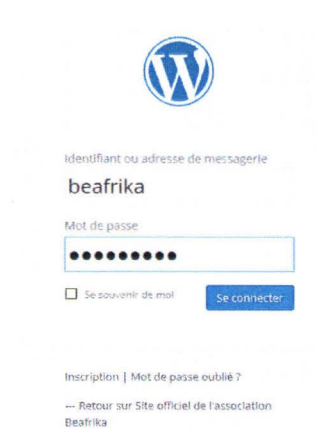 Identifiant ou adresse de messagerie
beafrika
Mot de passe
●●●●●●●●●
Se souvenir de moi
Se connecter
Inscription | Mot de passe oublié ?
— Retour sur Site officiel de l'association
Beafrika